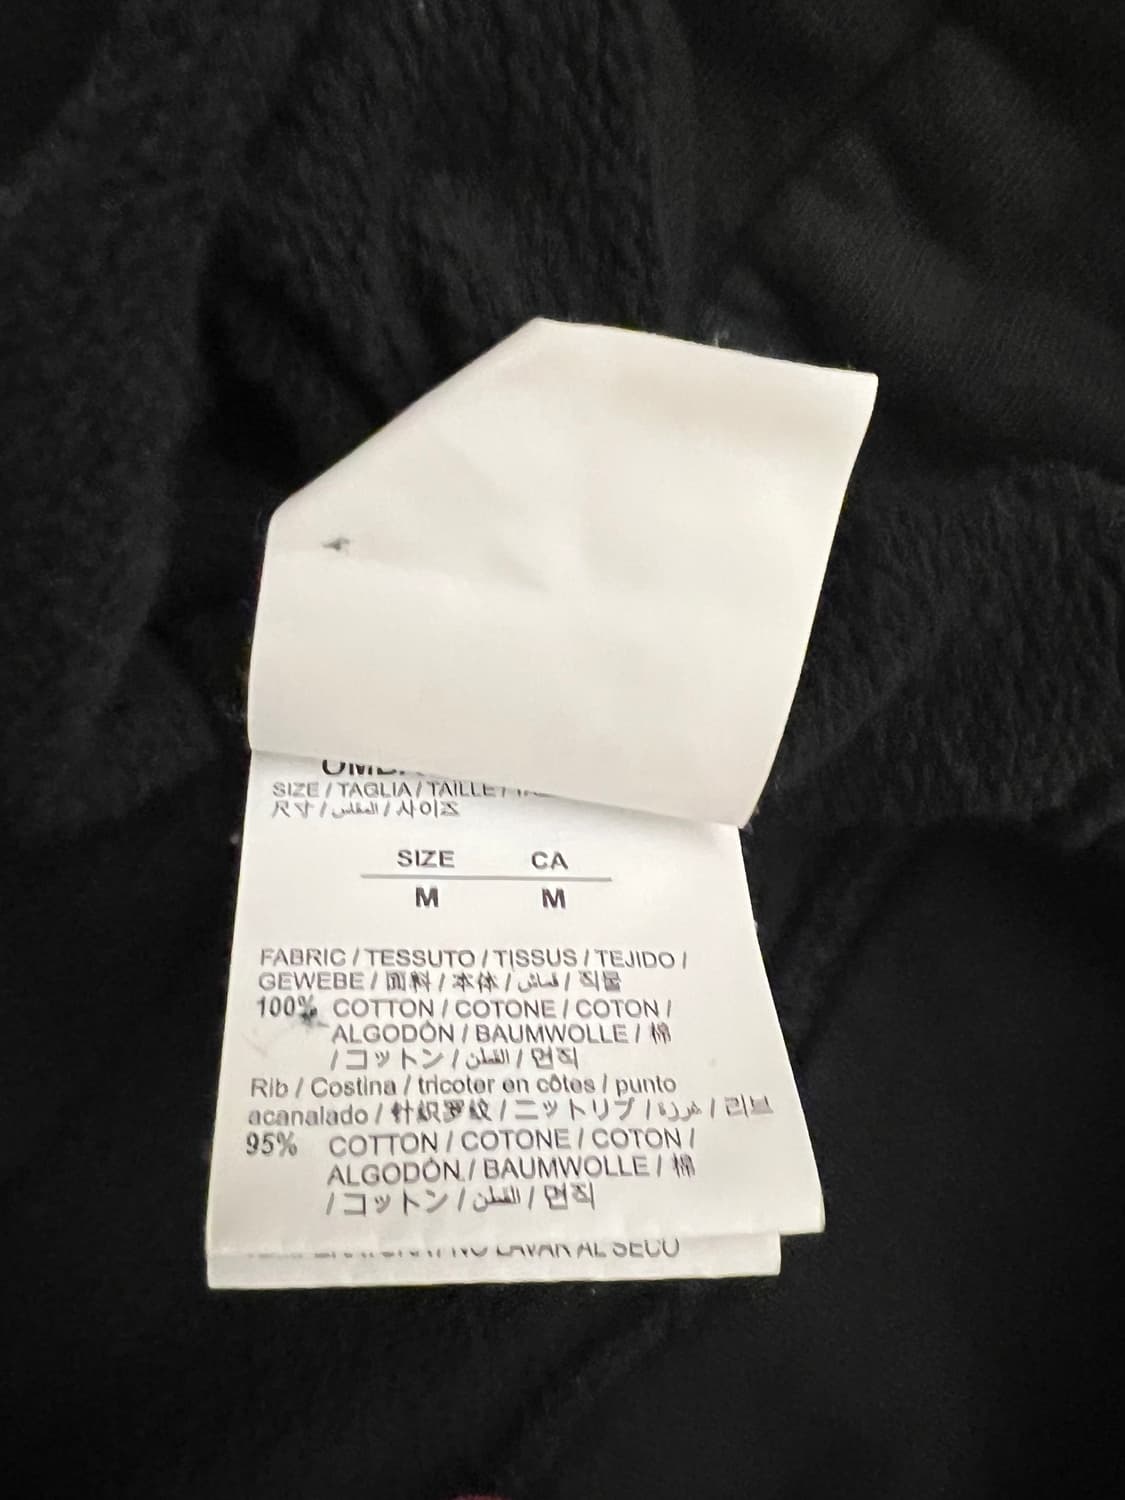 SIZE / TAGLIA / TAILLE /
尺寸 / المقاس / 사이즈
SIZE CA
M M
FABRIC / TESSUTO / TISSUS / TEJIDO /
GEWEBE / 面料 / 本体 / قماش / 직물
100% COTTON / COTONE / COTON /
ALGODÓN / BAUMWOLLE / 棉
/ コットン / القطن / 면직
Rib / Costina / tricoter en côtes / punto
acanalado / 针织罗纹 / ニットリブ / غرزة / 리브
95% COTTON / COTONE / COTON /
ALGODÓN / BAUMWOLLE / 棉
/ コットン / القطن / 면직
NO LAVAR AL SECO